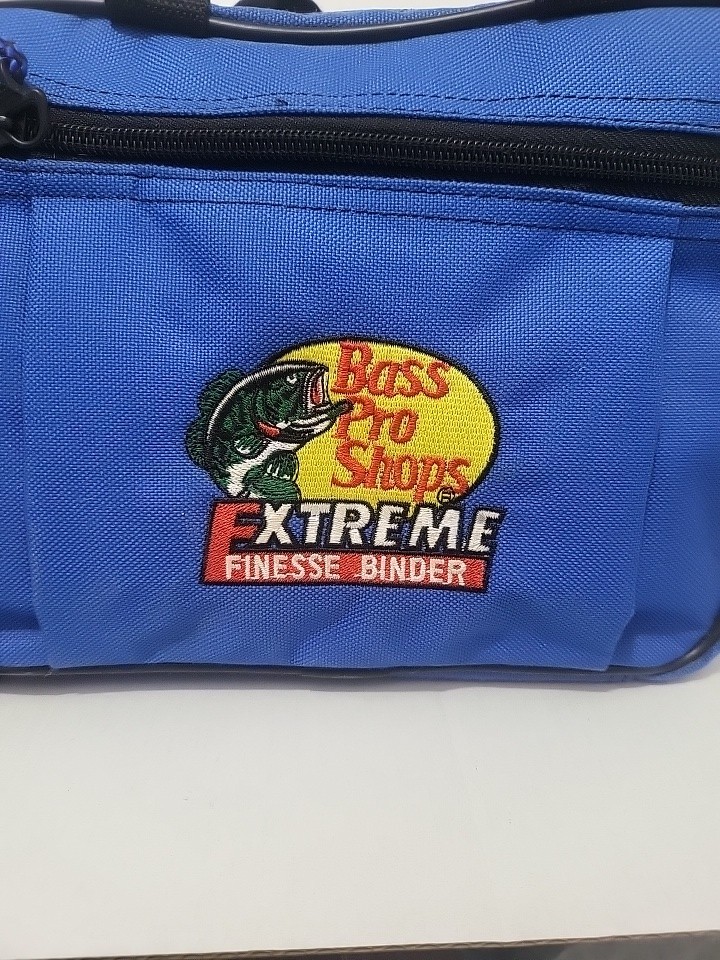 Bass
Pro
Shops®
EXTREME
FINESSE BINDER